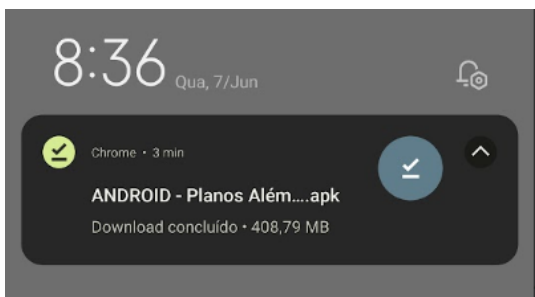 8:36 Qua, 7/Jun
Chrome • 3 min
ANDROID - Planos Além....apk
Download concluído • 408,79 MB